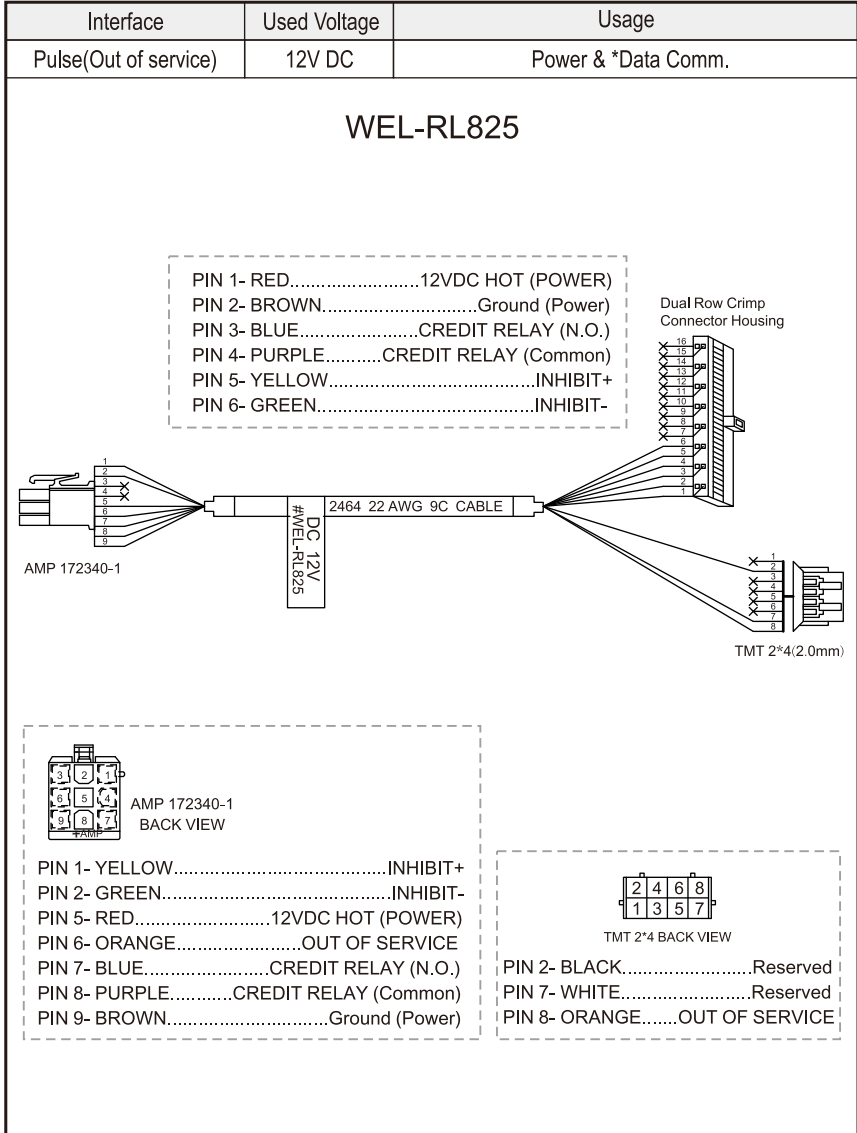 Interface Used Voltage Usage
Pulse(Out of service) 12V DC Power & *Data Comm.
WEL-RL825
PIN 1- RED......................12VDC HOT (POWER)
PIN 2- BROWN...........................Ground (Power)
PIN 3- BLUE......................CREDIT RELAY (N.O.)
PIN 4- PURPLE.........CREDIT RELAY (Common)
PIN 5- YELLOW....................................INHIBIT+
PIN 6- GREEN......................................INHIBIT-
Dual Row Crimp
Connector Housing
16
15
14
13
12
11
10
9
8
7
6
5
4
3
2
1
1
2
3
4
5
6
7
8
9
AMP 172340-1
2464 22 AWG 9C CABLE
DC 12V
#WEL-RL825
1
2
3
4
5
6
7
8
TMT 2*4(2.0mm)
3 2 1
6 5 4
9 8 7
AMP
AMP 172340-1
BACK VIEW
PIN 1- YELLOW.....................................INHIBIT+
PIN 2- GREEN.......................................INHIBIT-
PIN 5- RED.......................12VDC HOT (POWER)
PIN 6- ORANGE.....................OUT OF SERVICE
PIN 7- BLUE......................CREDIT RELAY (N.O.)
PIN 8- PURPLE...........CREDIT RELAY (Common)
PIN 9- BROWN............................Ground (Power)
2 4 6 8
1 3 5 7
TMT 2*4 BACK VIEW
PIN 2- BLACK......................Reserved
PIN 7- WHITE......................Reserved
PIN 8- ORANGE......OUT OF SERVICE